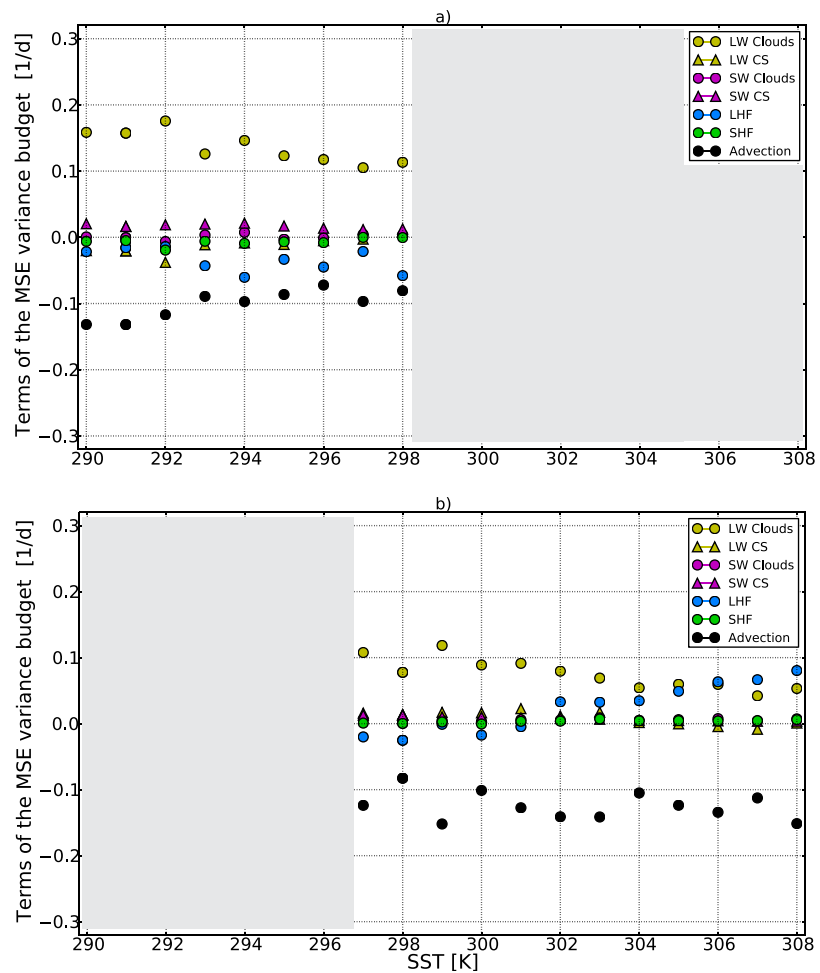 a)
Terms of the MSE variance budget [1/d]
0.3
0.2
0.1
0.0
−0.1
−0.2
−0.3
290 292 294 296 298 300 302 304 306 308
LW Clouds
LW CS
SW Clouds
SW CS
LHF
SHF
Advection
b)
Terms of the MSE variance budget [1/d]
0.3
0.2
0.1
0.0
−0.1
−0.2
−0.3
290 292 294 296 298 300 302 304 306 308
SST [K]
LW Clouds
LW CS
SW Clouds
SW CS
LHF
SHF
Advection